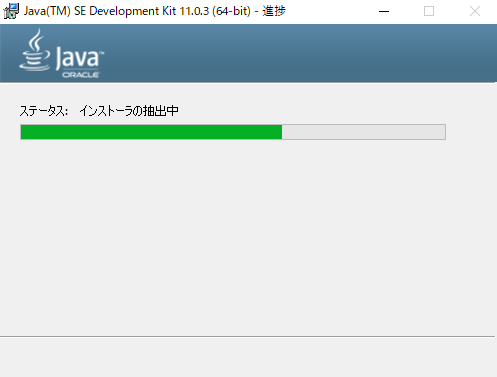 Java(TM) SE Development Kit 11.0.3 (64-bit) - 進捗
Java™
ORACLE
ステータス: インストーラの抽出中